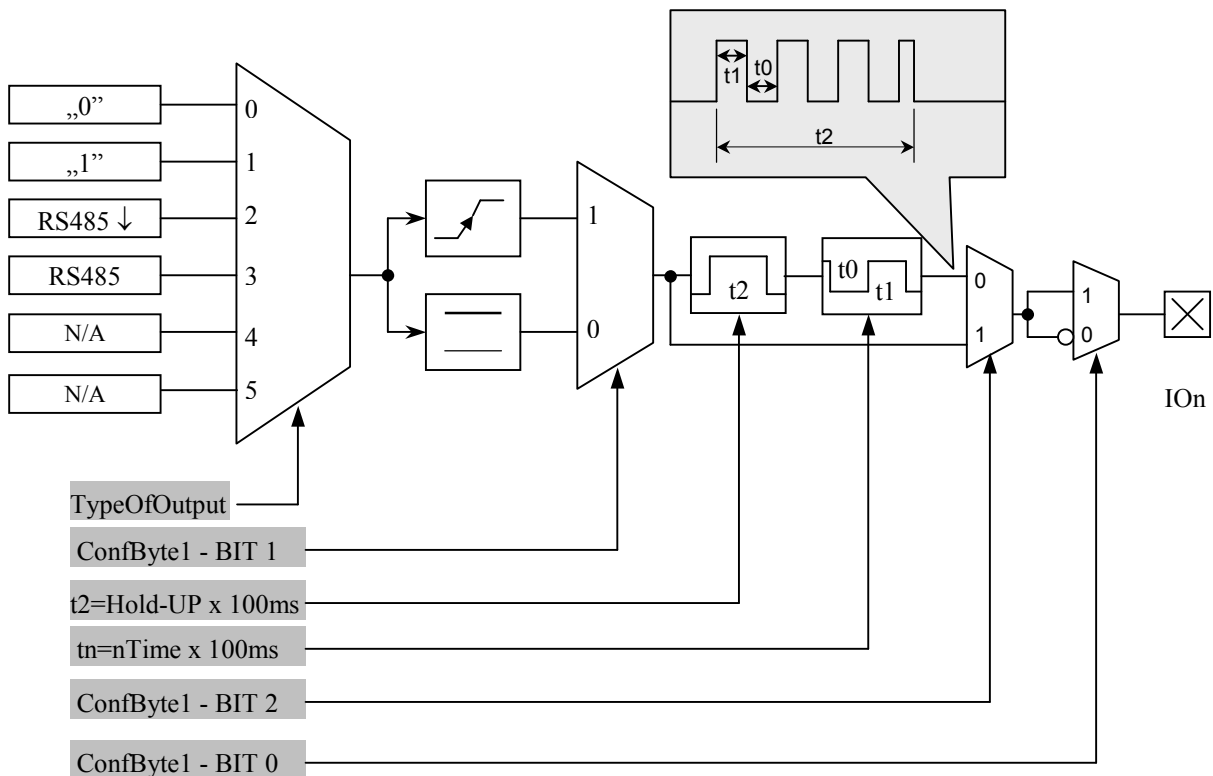 t1
t0
t2
„0”
0
„1”
1
RS485 ↓
2
RS485
3
N/A
4
N/A
5
1
0
t2
t0
t1
0
1
1
0
IOn
TypeOfOutput
ConfByte1 - BIT 1
t2=Hold-UP x 100ms
tn=nTime x 100ms
ConfByte1 - BIT 2
ConfByte1 - BIT 0